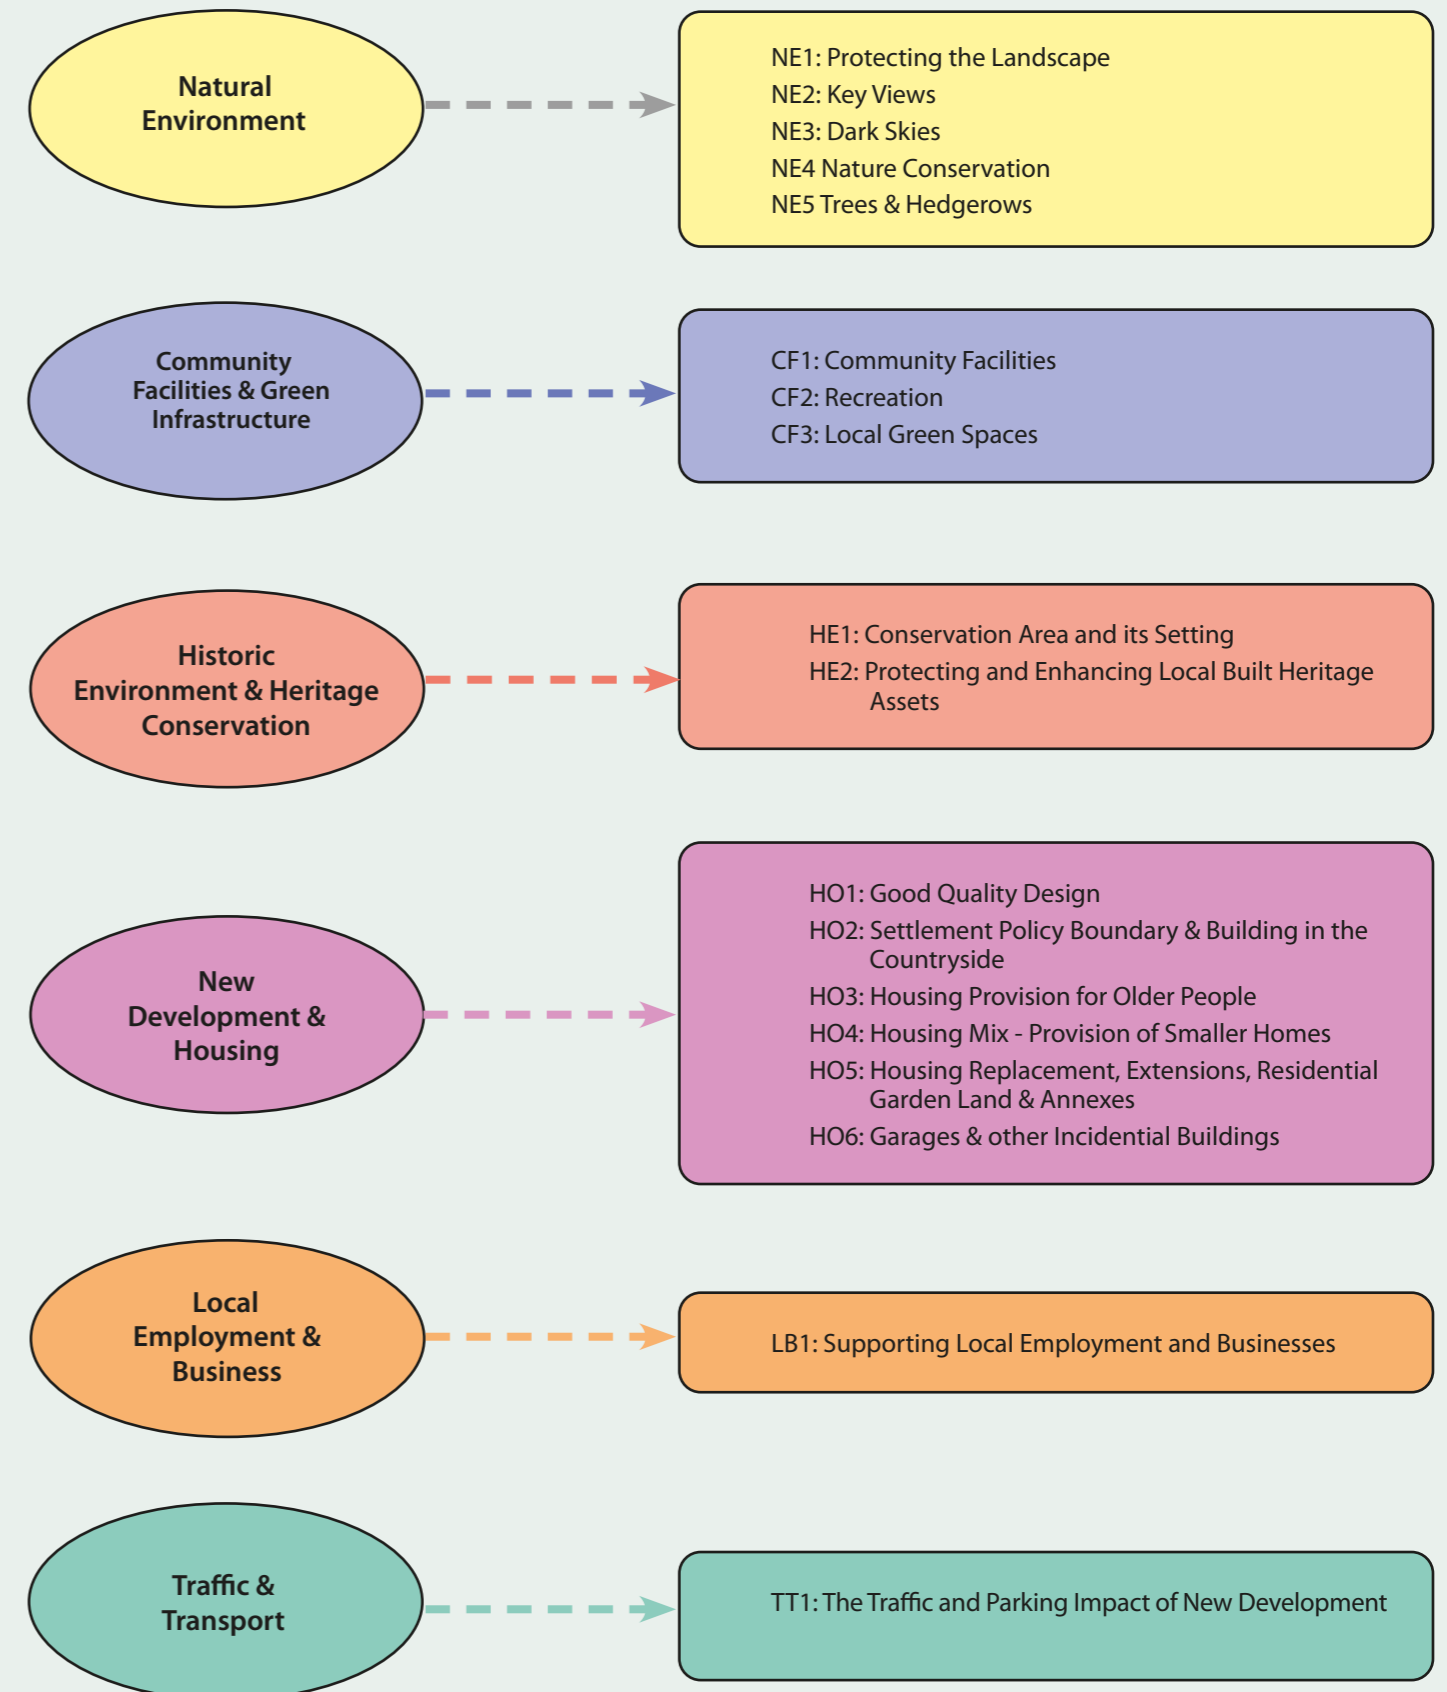 Natural
Environment
NE1: Protecting the Landscape
NE2: Key Views
NE3: Dark Skies
NE4 Nature Conservation
NE5 Trees & Hedgerows
Community
Facilities & Green
Infrastructure
CF1: Community Facilities
CF2: Recreation
CF3: Local Green Spaces
Historic
Environment & Heritage
Conservation
HE1: Conservation Area and its Setting
HE2: Protecting and Enhancing Local Built Heritage
Assets
New
Development &
Housing
HO1: Good Quality Design
HO2: Settlement Policy Boundary & Building in the
Countryside
HO3: Housing Provision for Older People
HO4: Housing Mix - Provision of Smaller Homes
HO5: Housing Replacement, Extensions, Residential
Garden Land & Annexes
HO6: Garages & other Incidential Buildings
Local
Employment &
Business
LB1: Supporting Local Employment and Businesses
Traffic &
Transport
TT1: The Traffic and Parking Impact of New Development